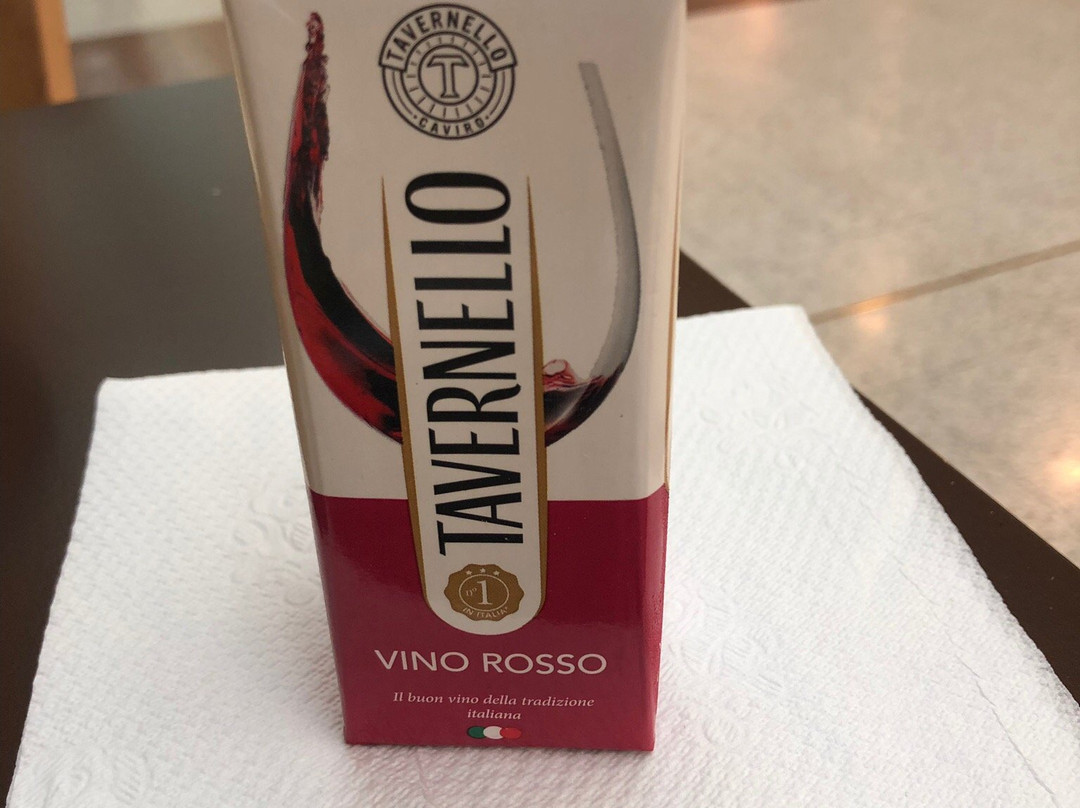 TAVERNELLO
T
CAVIRO
TAVERNELLO
n° 1
IN ITALIA*
VINO ROSSO
Il buon vino della tradizione
italiana